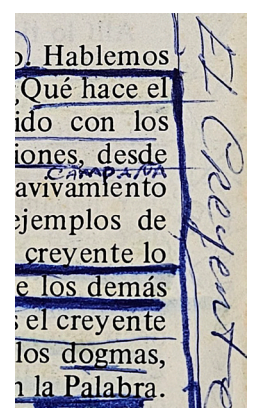 . Hablemos
Qué hace el
ido con los
iones, desde
CAMPAÑA
avivamiento
ejemplos de
creyente lo
e los demás
s el creyente
los dogmas,
n la Palabra.
El Creyente